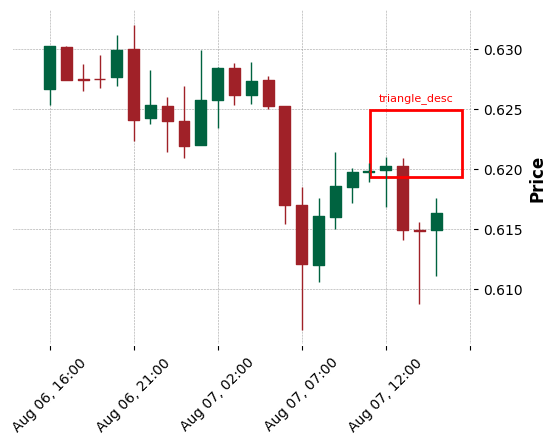 0.630
triangle_desc
0.625
0.620
0.615
0.610
Price
Aug 06, 16:00
Aug 06, 21:00
Aug 07, 02:00
Aug 07, 07:00
Aug 07, 12:00